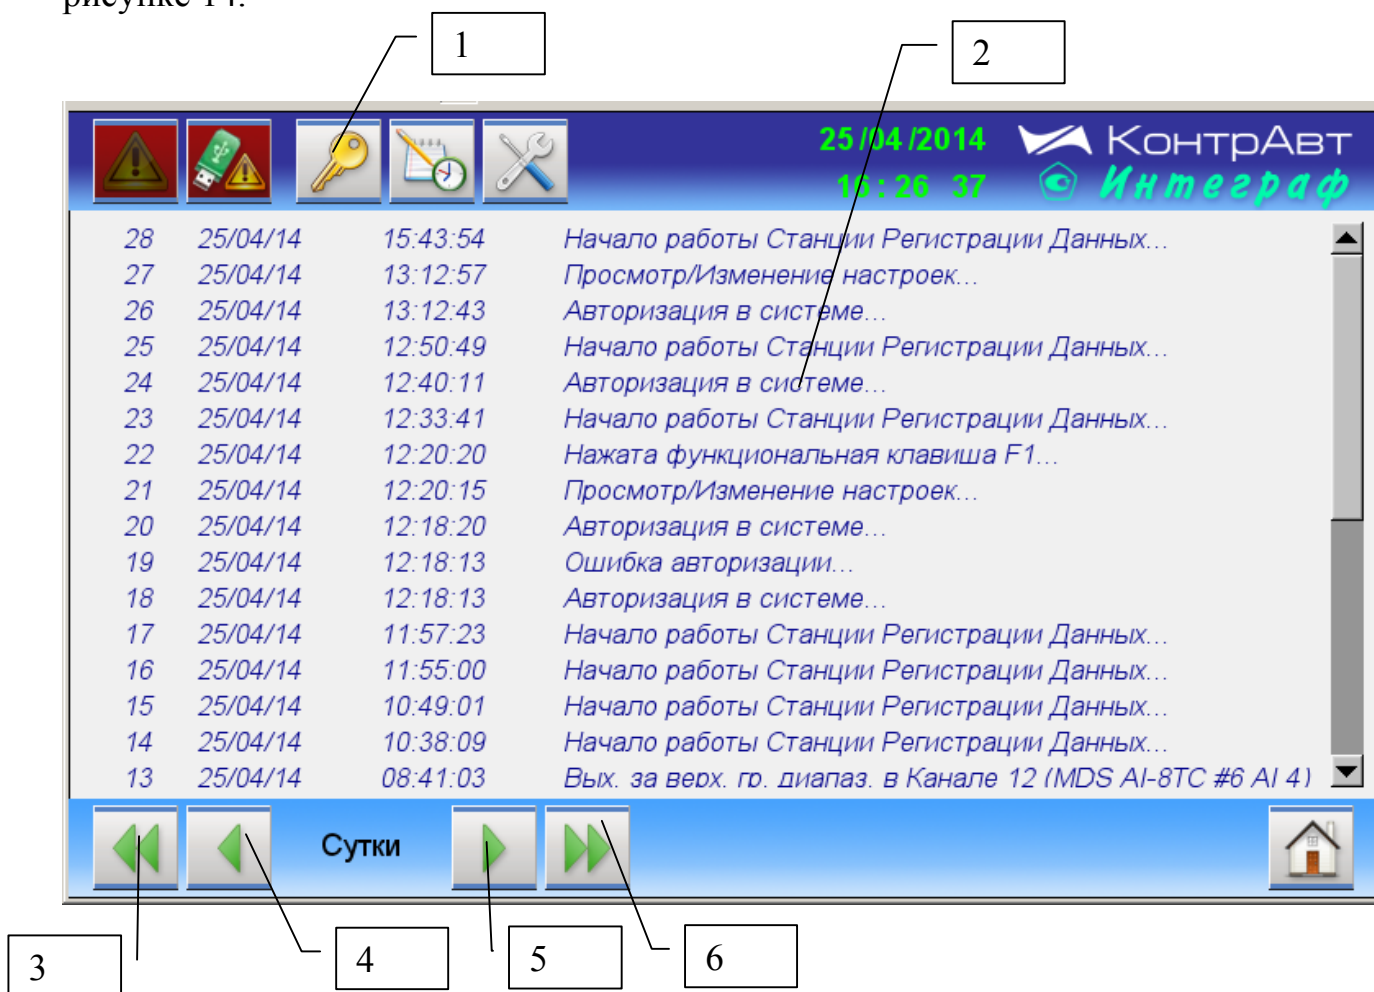 рисунке 14.
1
2
25/04/2014
16:26 37
КонтрАвт
Интеграф
28 25/04/14 15:43:54 Начало работы Станции Регистрации Данных...
27 25/04/14 13:12:57 Просмотр/Изменение настроек...
26 25/04/14 13:12:43 Авторизация в системе...
25 25/04/14 12:50:49 Начало работы Станции Регистрации Данных...
24 25/04/14 12:40:11 Авторизация в системе...
23 25/04/14 12:33:41 Начало работы Станции Регистрации Данных...
22 25/04/14 12:20:20 Нажата функциональная клавиша F1...
21 25/04/14 12:20:15 Просмотр/Изменение настроек...
20 25/04/14 12:18:20 Авторизация в системе...
19 25/04/14 12:18:13 Ошибка авторизации...
18 25/04/14 12:18:13 Авторизация в системе...
17 25/04/14 11:57:23 Начало работы Станции Регистрации Данных...
16 25/04/14 11:55:00 Начало работы Станции Регистрации Данных...
15 25/04/14 10:49:01 Начало работы Станции Регистрации Данных...
14 25/04/14 10:38:09 Начало работы Станции Регистрации Данных...
13 25/04/14 08:41:03 Вых. за верх. гр. диапаз. в Канале 12 (MDS AI-8TC #6 AI 4)
Сутки
3
4
5
6